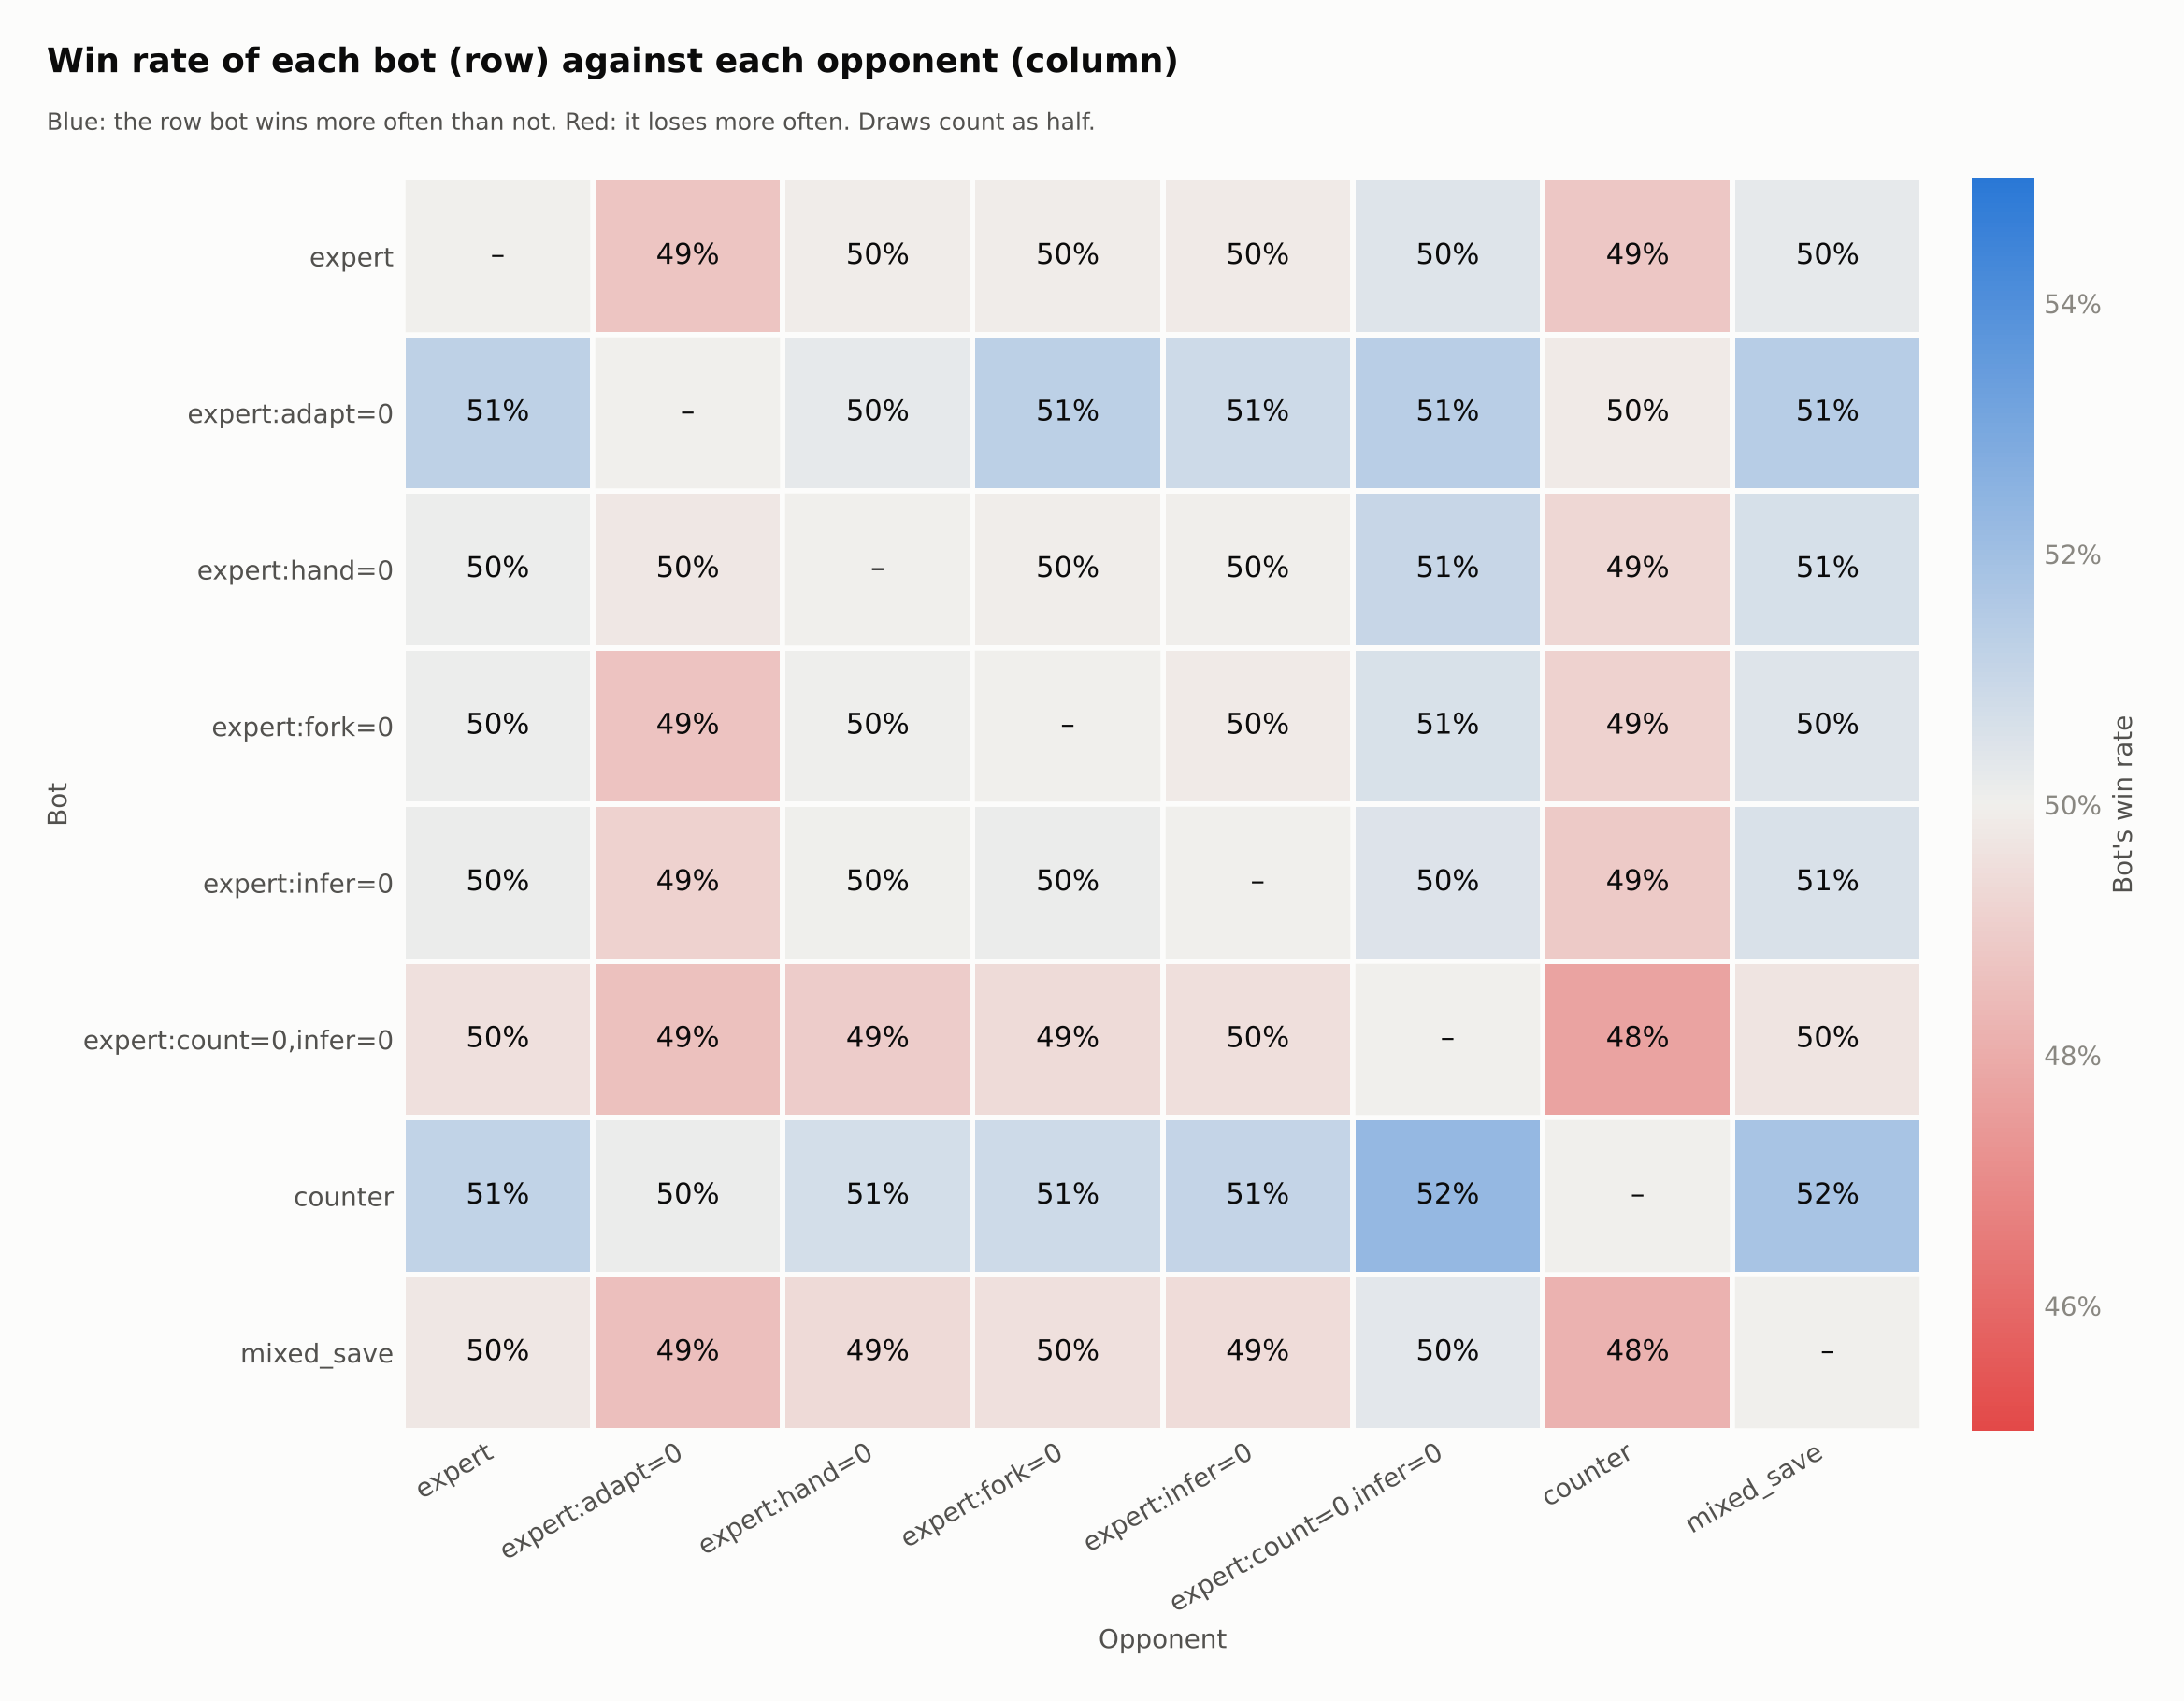 Win rate of each bot (row) against each opponent (column)
Blue: the row bot wins more often than not. Red: it loses more often. Draws count as half.
expert – 49% 50% 50% 50% 50% 49% 50%
expert:adapt=0 51% – 50% 51% 51% 51% 50% 51%
expert:hand=0 50% 50% – 50% 50% 51% 49% 51%
expert:fork=0 50% 49% 50% – 50% 51% 49% 50%
expert:infer=0 50% 49% 50% 50% – 50% 49% 51%
expert:count=0,infer=0 50% 49% 49% 49% 50% – 48% 50%
counter 51% 50% 51% 51% 51% 52% – 52%
mixed_save 50% 49% 49% 50% 49% 50% 48% –
Bot
expert expert:adapt=0 expert:hand=0 expert:fork=0 expert:infer=0 expert:count=0,infer=0 counter mixed_save
Opponent
54%
52%
50%
48%
46%
Bot's win rate